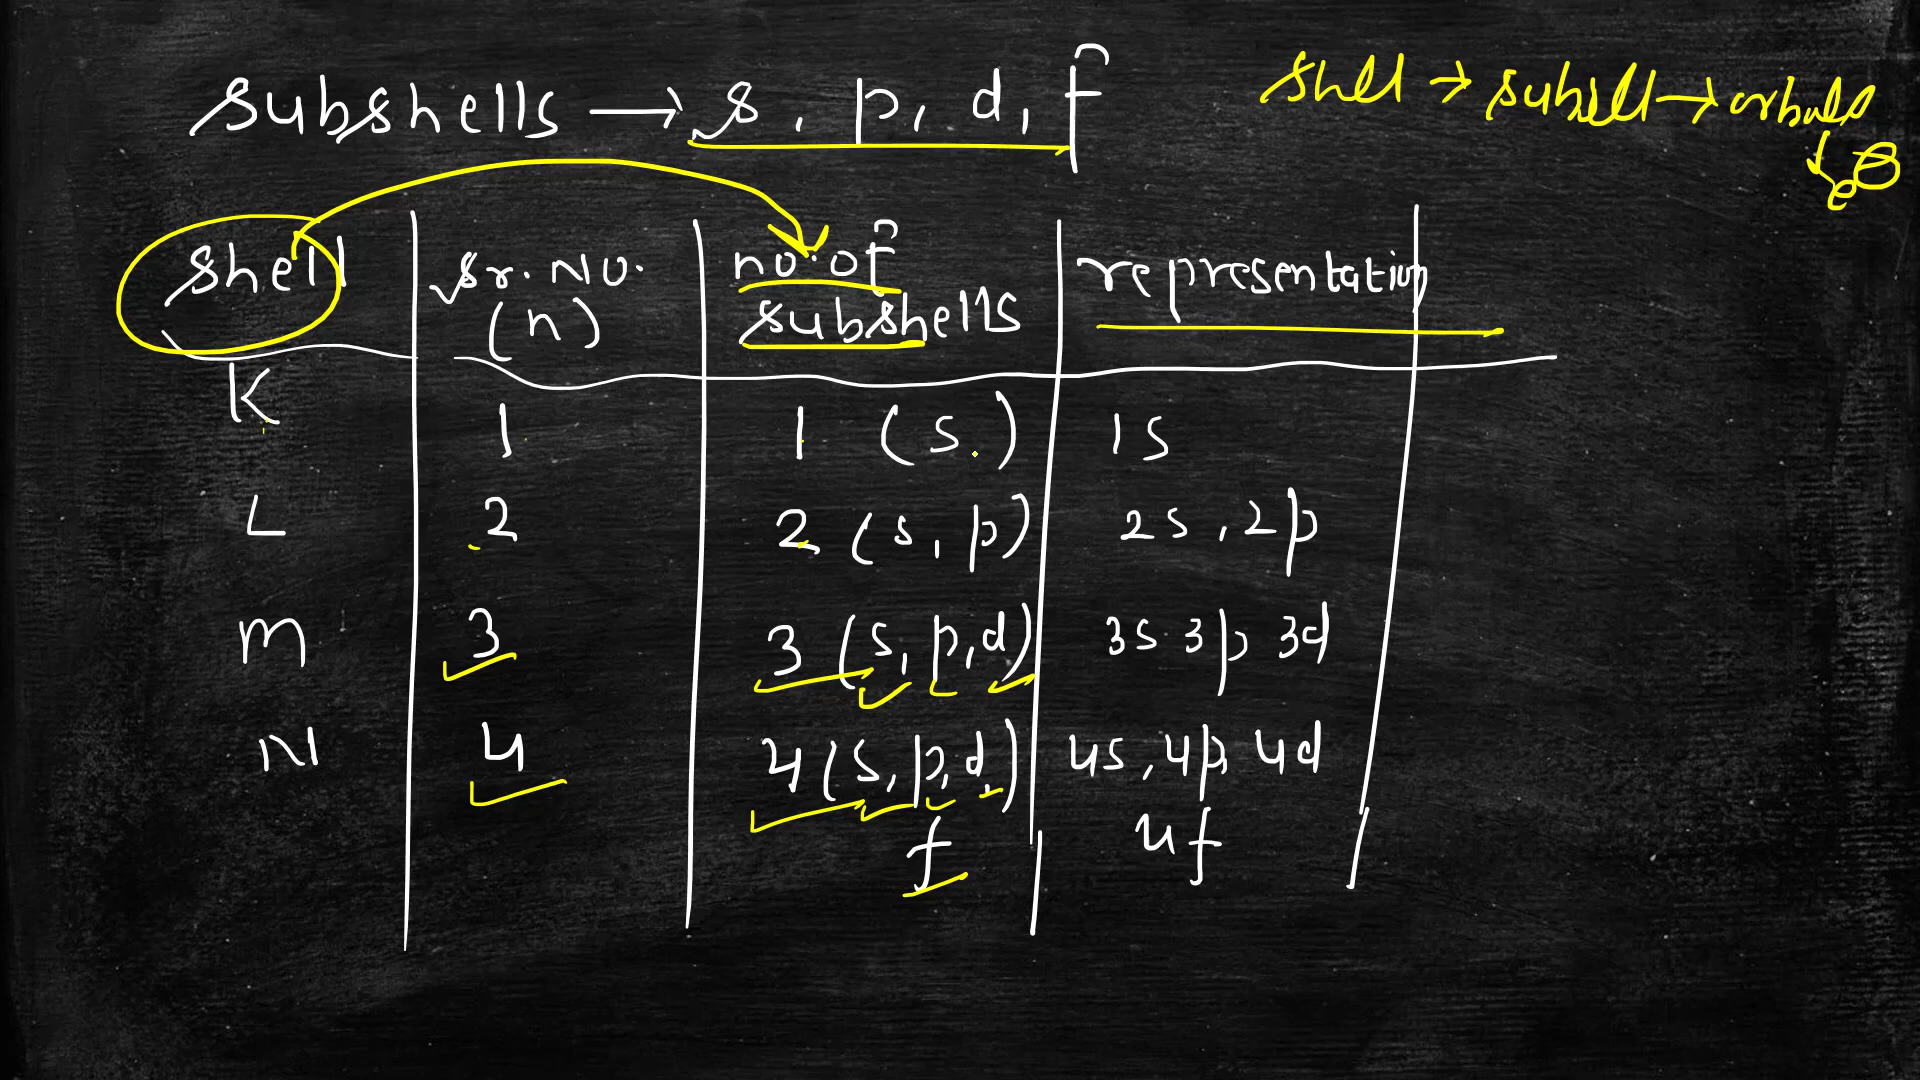 subshells → s, p, d, f
shell → subsell → orbitals
e⊖
shell sr. No. (n) no. of subshells representation
K 1 1 (s) 1s
L 2 2 (s, p) 2s, 2p
M 3 3 (s, p, d) 3s 3p 3d
N 4 4 (s, p, d, f) 4s, 4p, 4d 4f